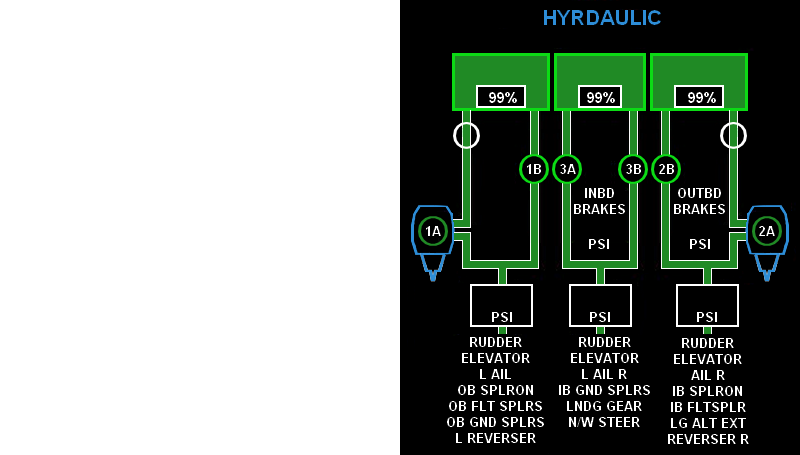 HYRDAULIC
99% 99% 99%
1B 3A 3B 2B
INBD BRAKES
OUTBD BRAKES
1A
2A
PSI PSI
PSI PSI PSI
RUDDER
ELEVATOR
L AIL
OB SPLRON
OB FLT SPLRS
OB GND SPLRS
L REVERSER
RUDDER
ELEVATOR
L AIL R
IB GND SPLRS
LNDG GEAR
N/W STEER
RUDDER
ELEVATOR
AIL R
IB SPLRON
IB FLTSPLR
LG ALT EXT
REVERSER R